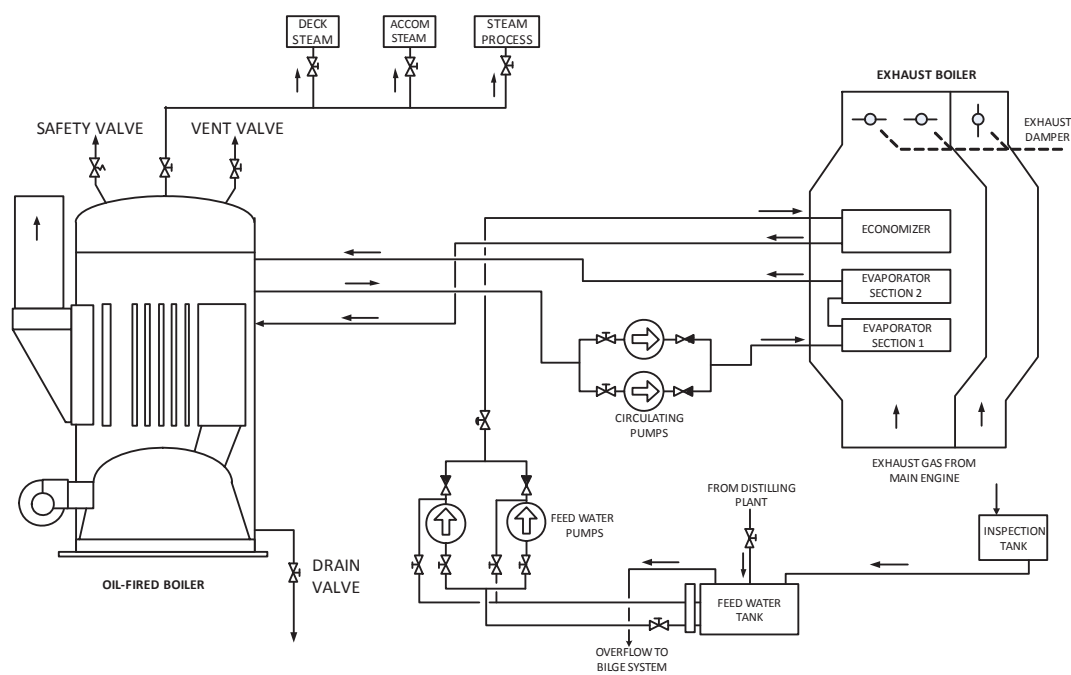 DECK
STEAM
ACCOM
STEAM
STEAM
PROCESS
EXHAUST BOILER
SAFETY VALVE
VENT VALVE
EXHAUST
DAMPER
ECONOMIZER
EVAPORATOR
SECTION 2
EVAPORATOR
SECTION 1
CIRCULATING
PUMPS
EXHAUST GAS FROM
MAIN ENGINE
FROM DISTILLING
PLANT
FEED WATER
PUMPS
INSPECTION
TANK
OIL-FIRED BOILER
DRAIN
VALVE
FEED WATER
TANK
OVERFLOW TO
BILGE SYSTEM